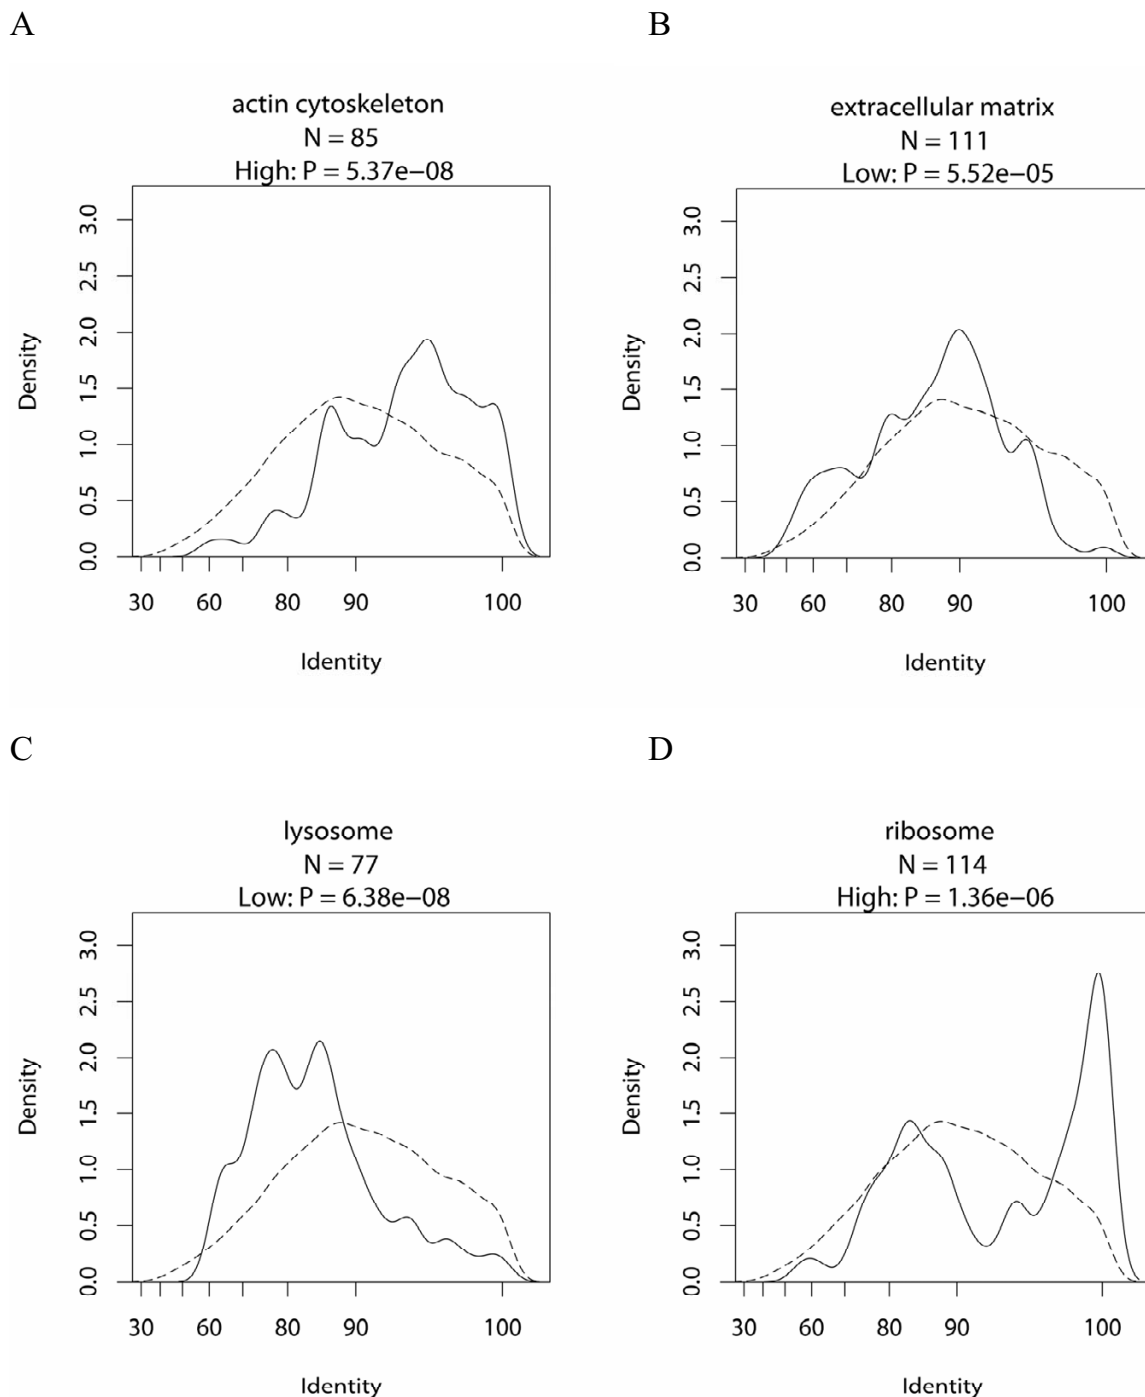 A
B
actin cytoskeleton
N = 85
High: P = 5.37e−08
Density
0.0 0.5 1.0 1.5 2.0 2.5 3.0
30 60 80 90 100
Identity
extracellular matrix
N = 111
Low: P = 5.52e−05
Density
0.0 0.5 1.0 1.5 2.0 2.5 3.0
30 60 80 90 100
Identity
C
D
lysosome
N = 77
Low: P = 6.38e−08
Density
0.0 0.5 1.0 1.5 2.0 2.5 3.0
30 60 80 90 100
Identity
ribosome
N = 114
High: P = 1.36e−06
Density
0.0 0.5 1.0 1.5 2.0 2.5 3.0
30 60 80 90 100
Identity